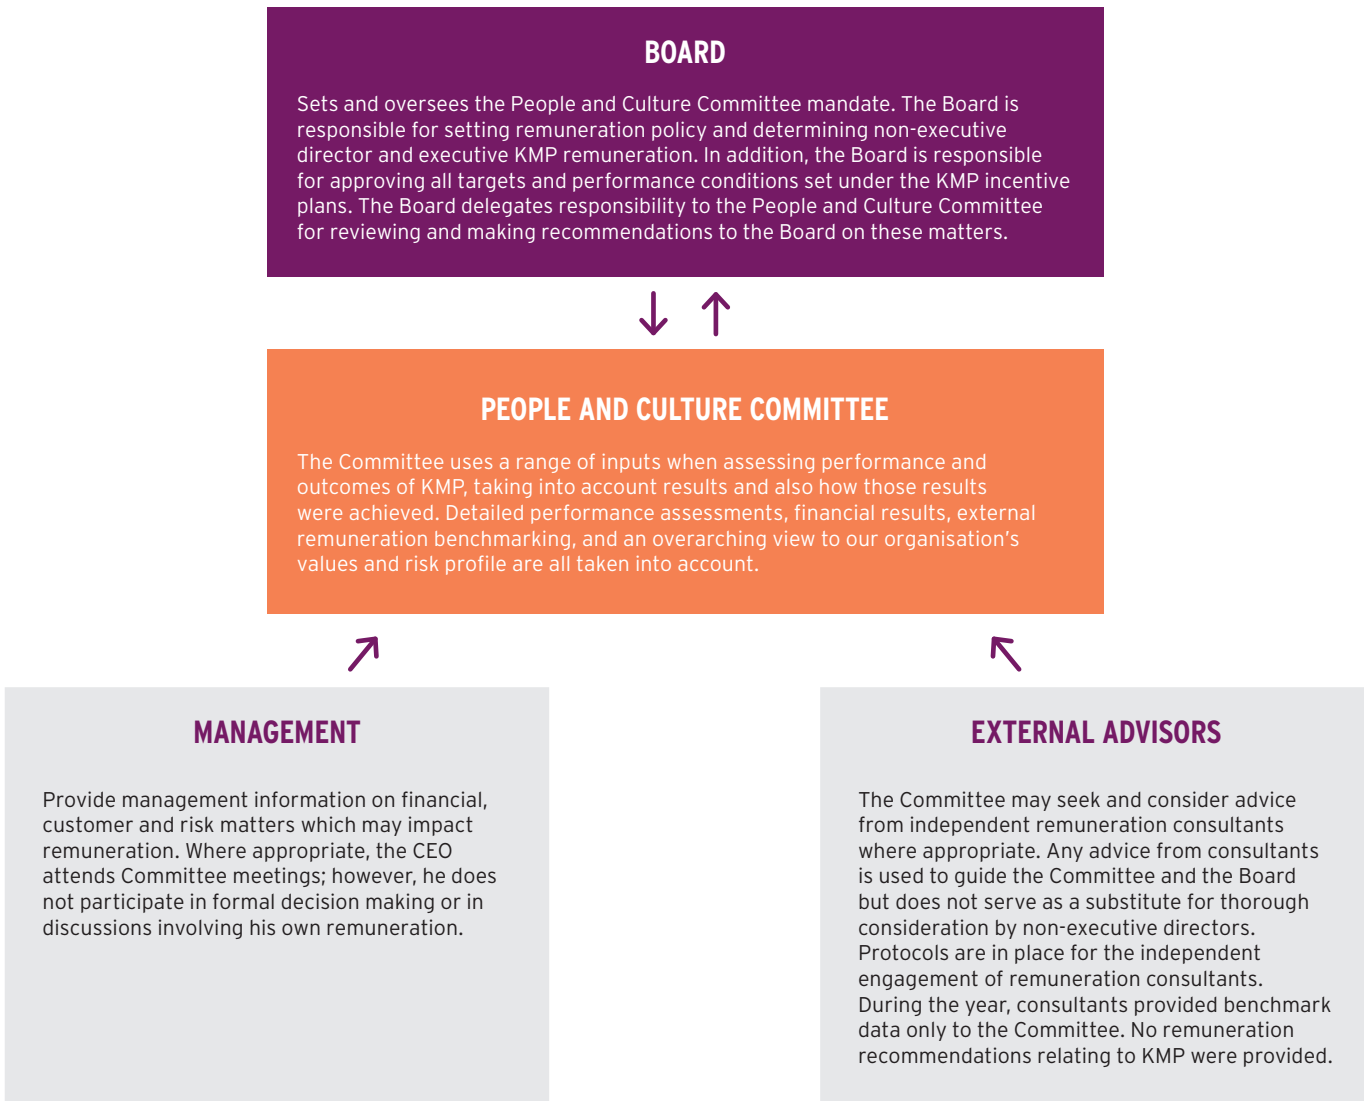 BOARD
Sets and oversees the People and Culture Committee mandate. The Board is
responsible for setting remuneration policy and determining non-executive
director and executive KMP remuneration. In addition, the Board is responsible
for approving all targets and performance conditions set under the KMP incentive
plans. The Board delegates responsibility to the People and Culture Committee
for reviewing and making recommendations to the Board on these matters.
PEOPLE AND CULTURE COMMITTEE
The Committee uses a range of inputs when assessing performance and
outcomes of KMP, taking into account results and also how those results
were achieved. Detailed performance assessments, financial results, external
remuneration benchmarking, and an overarching view to our organisation’s
values and risk profile are all taken into account.
MANAGEMENT
Provide management information on financial,
customer and risk matters which may impact
remuneration. Where appropriate, the CEO
attends Committee meetings; however, he does
not participate in formal decision making or in
discussions involving his own remuneration.
EXTERNAL ADVISORS
The Committee may seek and consider advice
from independent remuneration consultants
where appropriate. Any advice from consultants
is used to guide the Committee and the Board
but does not serve as a substitute for thorough
consideration by non-executive directors.
Protocols are in place for the independent
engagement of remuneration consultants.
During the year, consultants provided benchmark
data only to the Committee. No remuneration
recommendations relating to KMP were provided.